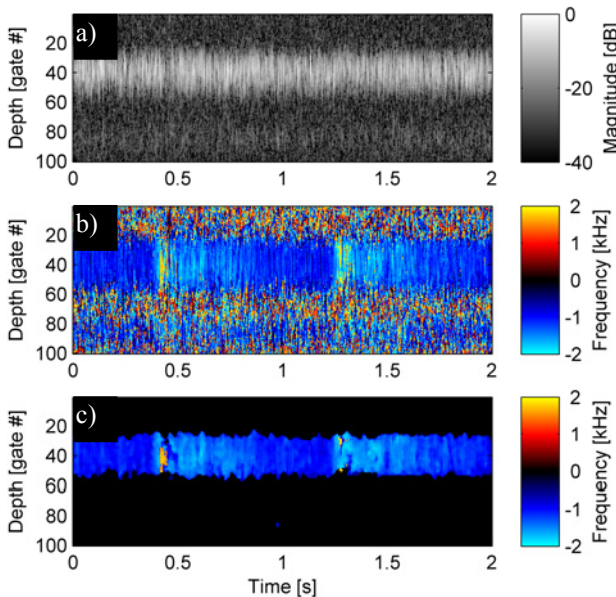 a)
Depth [gate #]
20
40
60
80
100
0 0.5 1 1.5 2
0
-20
-40
Magnitude [dB]
b)
Depth [gate #]
20
40
60
80
100
0 0.5 1 1.5 2
2
1
0
-1
-2
Frequency [kHz]
c)
Depth [gate #]
20
40
60
80
100
0 0.5 1 1.5 2
Time [s]
2
1
0
-1
-2
Frequency [kHz]